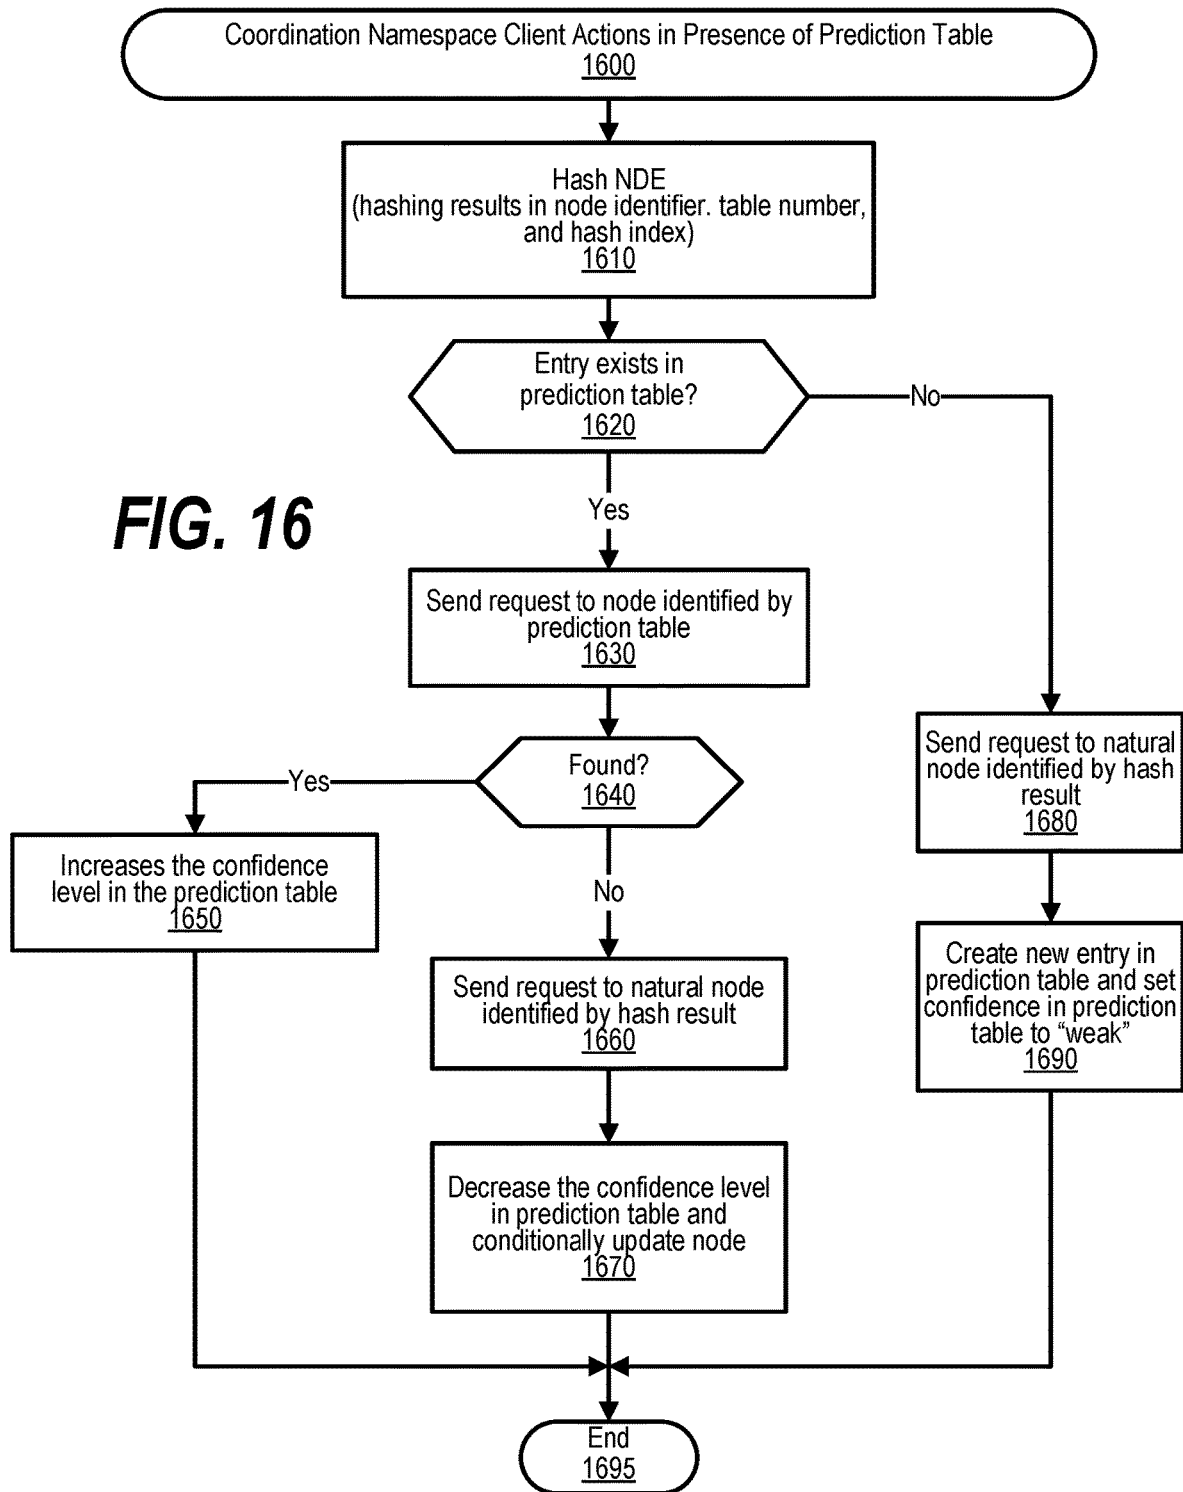 Coordination Namespace Client Actions in Presence of Prediction Table
1600
Hash NDE
(hashing results in node identifier. table number,
and hash index)
1610
Entry exists in
prediction table?
1620
No
Yes
FIG. 16
Send request to node identified by
prediction table
1630
Found?
1640
Yes
No
Send request to natural
node identified by hash
result
1680
Increases the confidence
level in the prediction table
1650
Send request to natural node
identified by hash result
1660
Create new entry in
prediction table and set
confidence in prediction
table to “weak”
1690
Decrease the confidence level
in prediction table and
conditionally update node
1670
End
1695